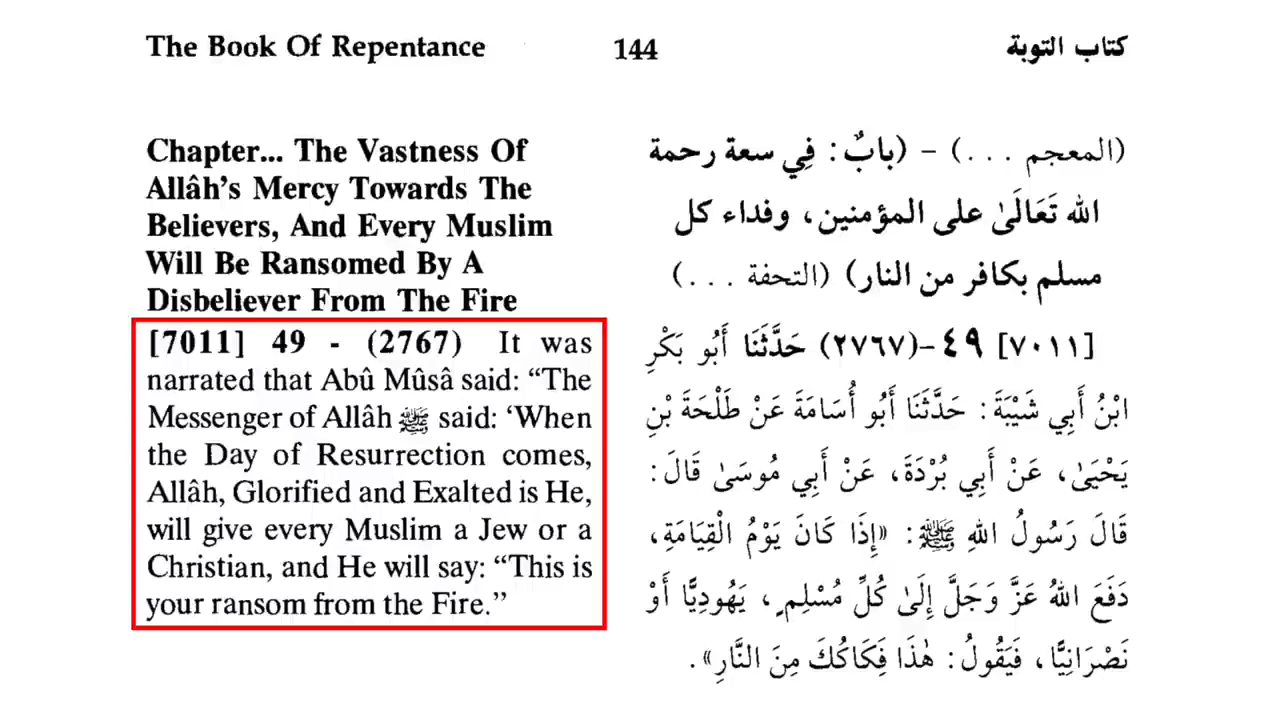 The Book Of Repentance
144
كتاب التوبة
Chapter... The Vastness Of
Allâh's Mercy Towards The
Believers, And Every Muslim
Will Be Ransomed By A
Disbeliever From The Fire
[7011] 49 - (2767) It was
narrated that Abû Mûsâ said: "The
Messenger of Allâh ﷺ said: 'When
the Day of Resurrection comes,
Allâh, Glorified and Exalted is He,
will give every Muslim a Jew or a
Christian, and He will say: "This is
your ransom from the Fire."
(المعجم . . .) - (بابٌ: فِي سعة رحمة
الله تَعَالَىٰ على المؤمنين، وفداء كل
مسلم بكافر من النار) (التحفة . . .)
[٧٠١١] ٤٩-(٢٧٦٧) حَدَّثَنَا أَبُو بَكْرِ
ابْنُ أَبِي شَيْبَةَ: حَدَّثَنَا أَبُو أُسَامَةَ عَنْ طَلْحَةَ بْنِ
يَحْيَىٰ، عَنْ أَبِي بُرْدَةَ، عَنْ أَبِي مُوسَىٰ قَالَ:
قَالَ رَسُولُ اللهِ ﷺ: «إِذَا كَانَ يَوْمُ الْقِيَامَةِ،
دَفَعَ اللهُ عَزَّ وَجَلَّ إِلَىٰ كُلِّ مُسْلِمٍ، يَهُودِيًّا أَوْ
نَصْرَانِيًّا، فَيَقُولُ: هٰذَا فِكَاكُكَ مِنَ النَّارِ».